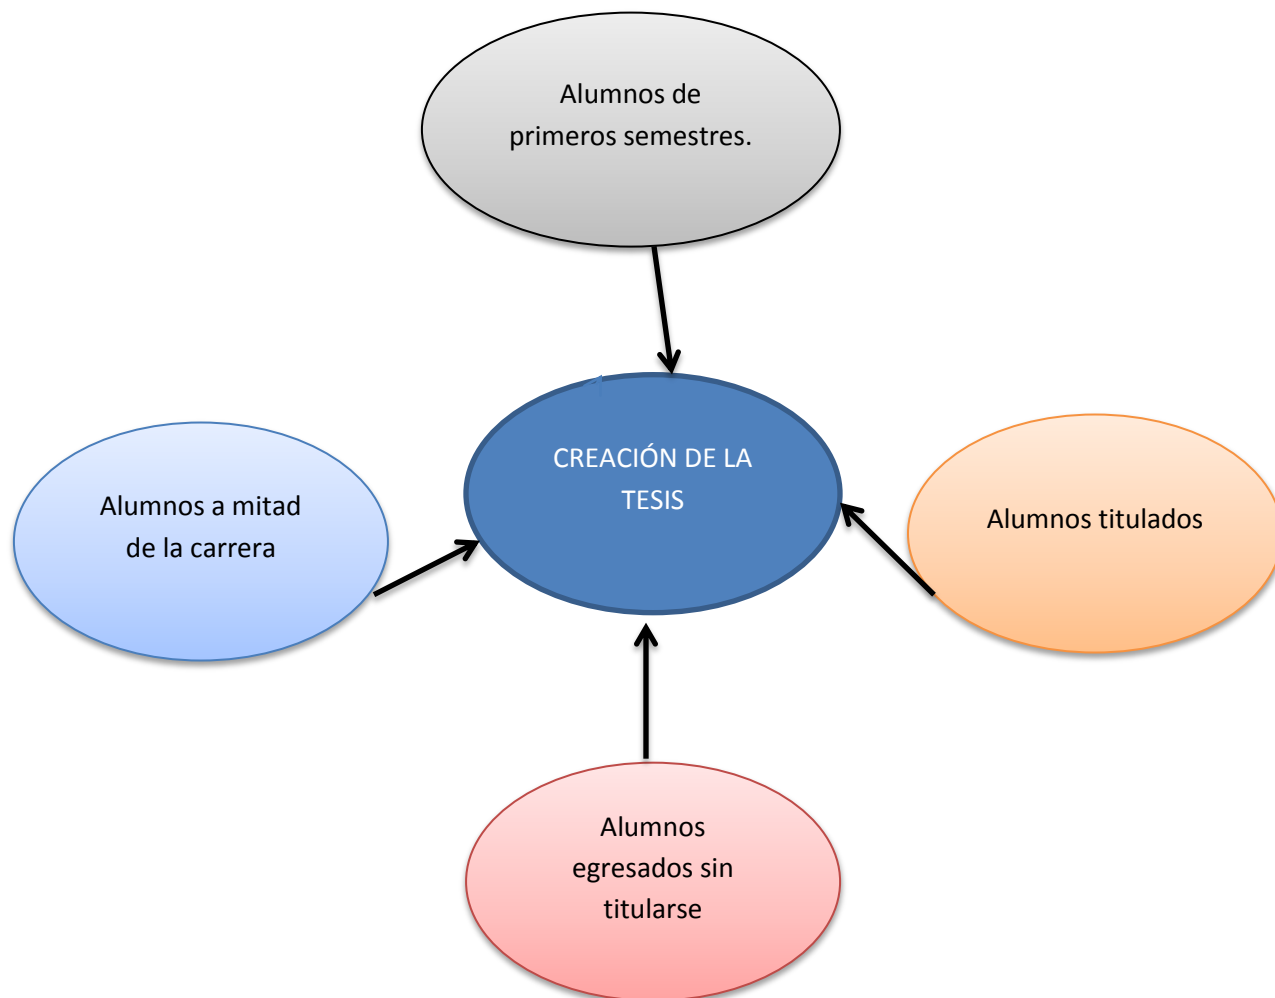 Alumnos de
primeros semestres.
CREACIÓN DE LA
TESIS
Alumnos a mitad
de la carrera
Alumnos titulados
Alumnos
egresados sin
titularse